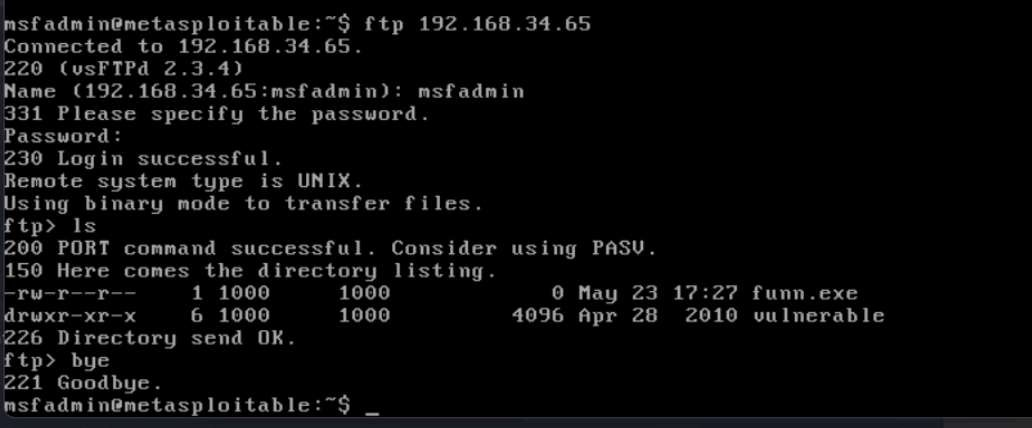 msfadmin@metasploitable:~$ ftp 192.168.34.65
Connected to 192.168.34.65.
220 (vsFTPd 2.3.4)
Name (192.168.34.65:msfadmin): msfadmin
331 Please specify the password.
Password:
230 Login successful.
Remote system type is UNIX.
Using binary mode to transfer files.
ftp> ls
200 PORT command successful. Consider using PASV.
150 Here comes the directory listing.
-rw-r--r--    1 1000     1000            0 May 23 17:27 funn.exe
drwxr-xr-x    6 1000     1000         4096 Apr 28  2010 vulnerable
226 Directory send OK.
ftp> bye
221 Goodbye.
msfadmin@metasploitable:~$ _